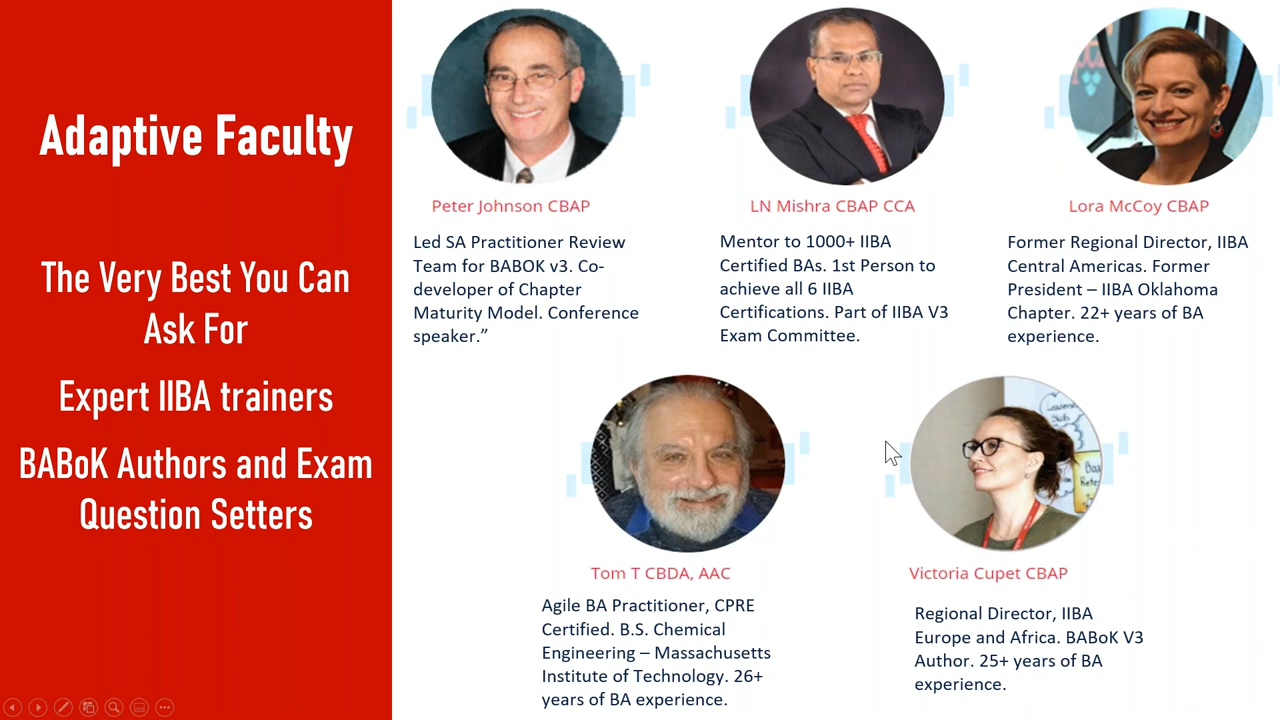 Adaptive Faculty
The Very Best You Can
Ask For
Expert IIBA trainers
BABoK Authors and Exam
Question Setters
Peter Johnson CBAP
Led SA Practitioner Review
Team for BABOK v3. Co-
developer of Chapter
Maturity Model. Conference
speaker.”
LN Mishra CBAP CCA
Mentor to 1000+ IIBA
Certified BAs. 1st Person to
achieve all 6 IIBA
Certifications. Part of IIBA V3
Exam Committee.
Lora McCoy CBAP
Former Regional Director, IIBA
Central Americas. Former
President – IIBA Oklahoma
Chapter. 22+ years of BA
experience.
Tom T CBDA, AAC
Agile BA Practitioner, CPRE
Certified. B.S. Chemical
Engineering – Massachusetts
Institute of Technology. 26+
years of BA experience.
Leadership
Skills
Victoria Cupet CBAP
Regional Director, IIBA
Europe and Africa. BABoK V3
Author. 25+ years of BA
experience.